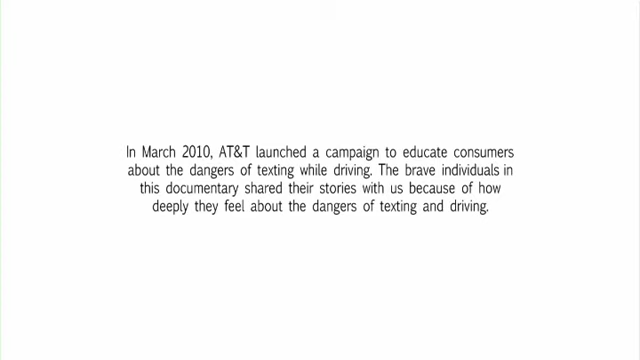 In March 2010, AT&T launched a campaign to educate consumers
about the dangers of texting while driving. The brave individuals in
this documentary shared their stories with us because of how
deeply they feel about the dangers of texting and driving.